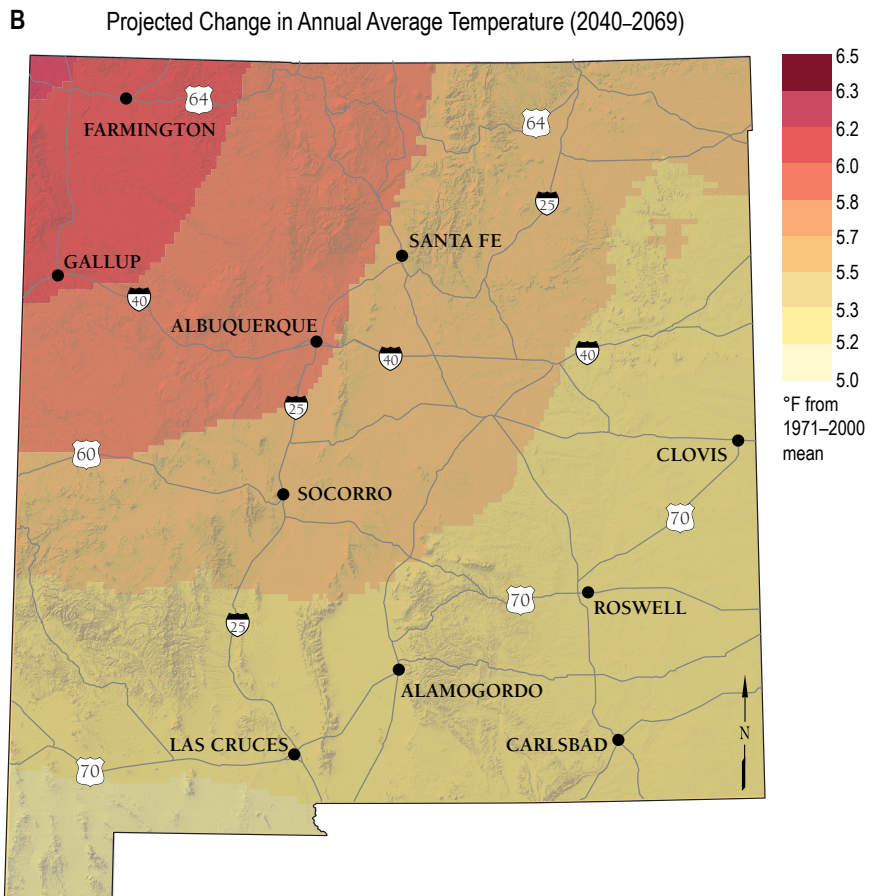 B
Projected Change in Annual Average Temperature (2040–2069)
64
FARMINGTON
64
25
SANTA FE
GALLUP
40
ALBUQUERQUE
40
40
25
60
CLOVIS
SOCORRO
70
70
ROSWELL
25
ALAMOGORDO
LAS CRUCES
CARLSBAD
N
70
6.5
6.3
6.2
6.0
5.8
5.7
5.5
5.3
5.2
5.0
°F from
1971–2000
mean